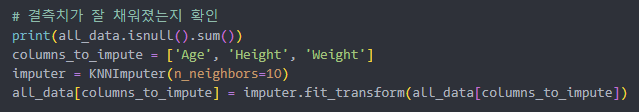 # 결측치가 잘 채워졌는지 확인
print(all_data.isnull().sum())
columns_to_impute = ['Age', 'Height', 'Weight']
imputer = KNNImputer(n_neighbors=10)
all_data[columns_to_impute] = imputer.fit_transform(all_data[columns_to_impute])